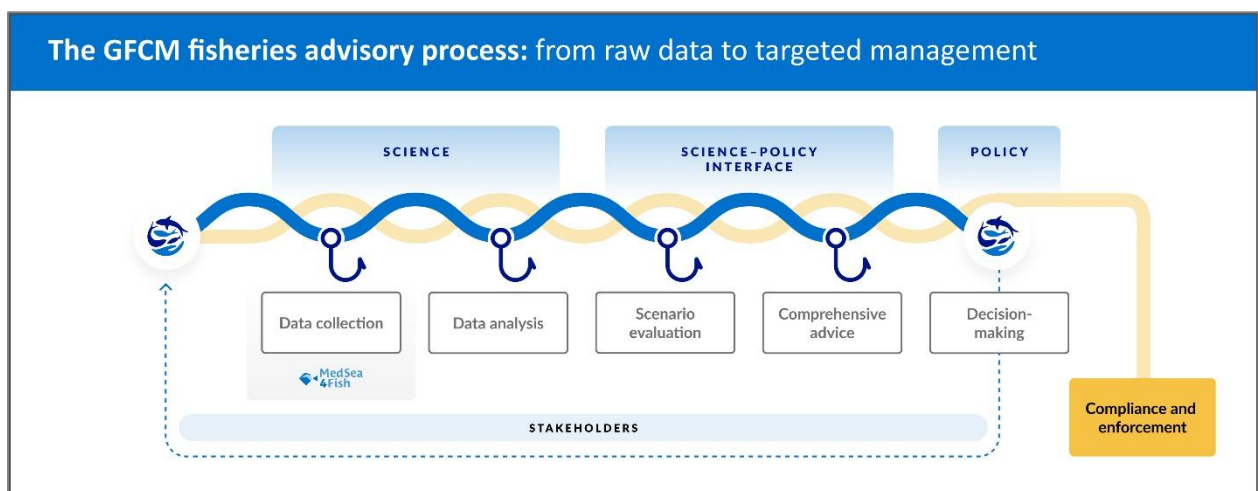 The GFCM fisheries advisory process: from raw data to targeted management
SCIENCE
SCIENCE–POLICY
INTERFACE
POLICY
Data collection
Data analysis
Scenario
evaluation
Comprehensive
advice
Decision-
making
MedSea
4Fish
Compliance and
enforcement
STAKEHOLDERS